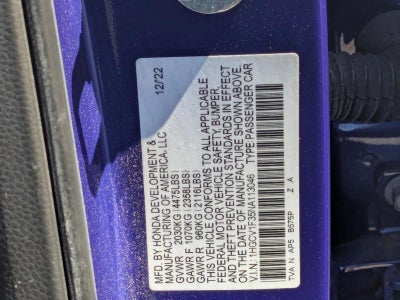 MFD. BY HONDA DEVELOPMENT &
MANUFACTURING OF AMERICA, LLC 12/22
GVWR 2030KG (4475LBS)
GAWR F 1070KG (2358LBS)
GAWR R 960KG (2116LBS)
THIS VEHICLE CONFORMS TO ALL APPLICABLE
FEDERAL MOTOR VEHICLE SAFETY, BUMPER,
AND THEFT PREVENTION STANDARDS IN EFFECT
ON THE DATE OF MANUFACTURE SHOWN ABOVE.
V.I.N.: TYPE:PASSENGER CAR
TVA N AP5 B575P Z A